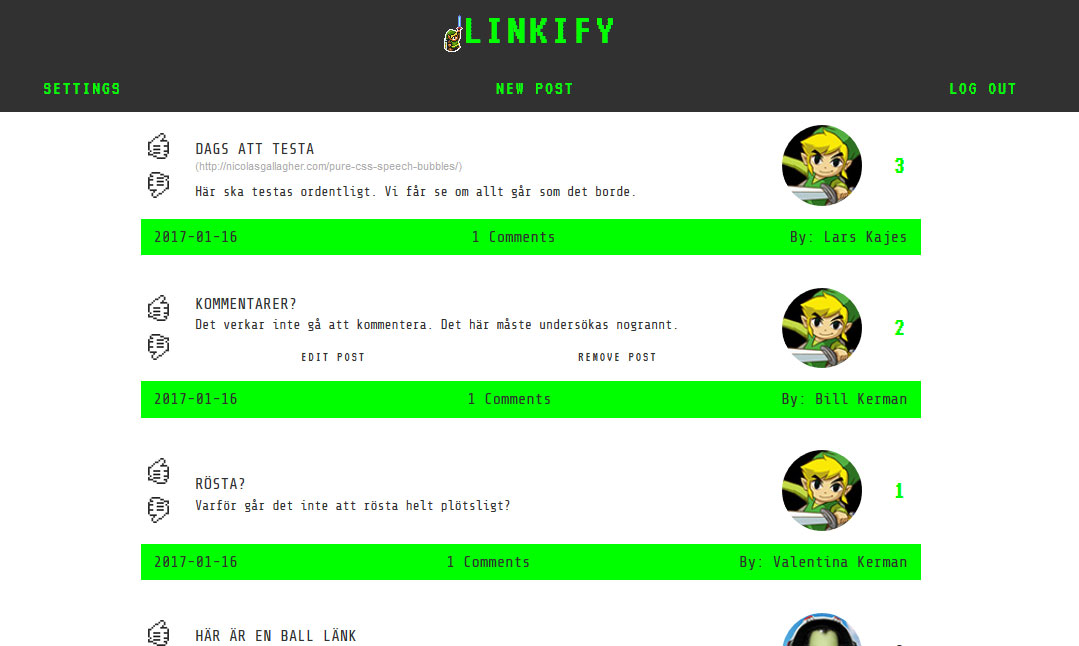 LINKIFY
SETTINGS NEW POST LOG OUT
DAGS ATT TESTA
(http://nicolasgallagher.com/pure-css-speech-bubbles/)
3
Här ska testas ordentligt. Vi får se om allt går som det borde.
2017-01-16 1 Comments By: Lars Kajes
KOMMENTARER?
Det verkar inte gå att kommentera. Det här måste undersökas nogrannt.
2
EDIT POST REMOVE POST
2017-01-16 1 Comments By: Bill Kerman
RÖSTA?
1
Varför går det inte att rösta helt plötsligt?
2017-01-16 1 Comments By: Valentina Kerman
HÄR ÄR EN BALL LÄNK